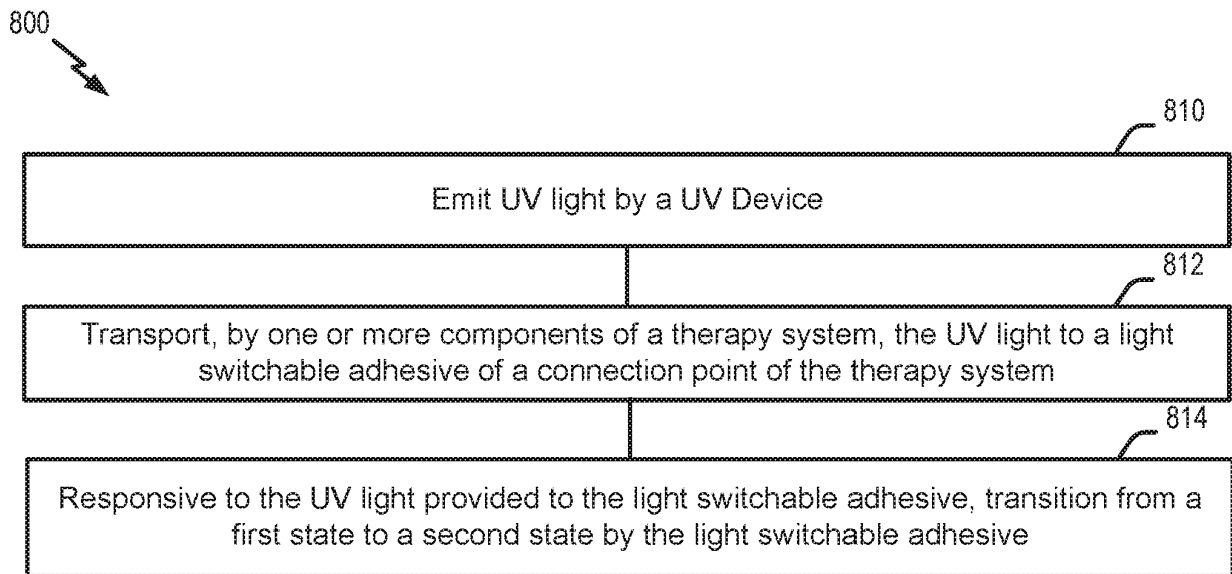 800
810
Emit UV light by a UV Device
812
Transport, by one or more components of a therapy system, the UV light to a light
switchable adhesive of a connection point of the therapy system
814
Responsive to the UV light provided to the light switchable adhesive, transition from a
first state to a second state by the light switchable adhesive